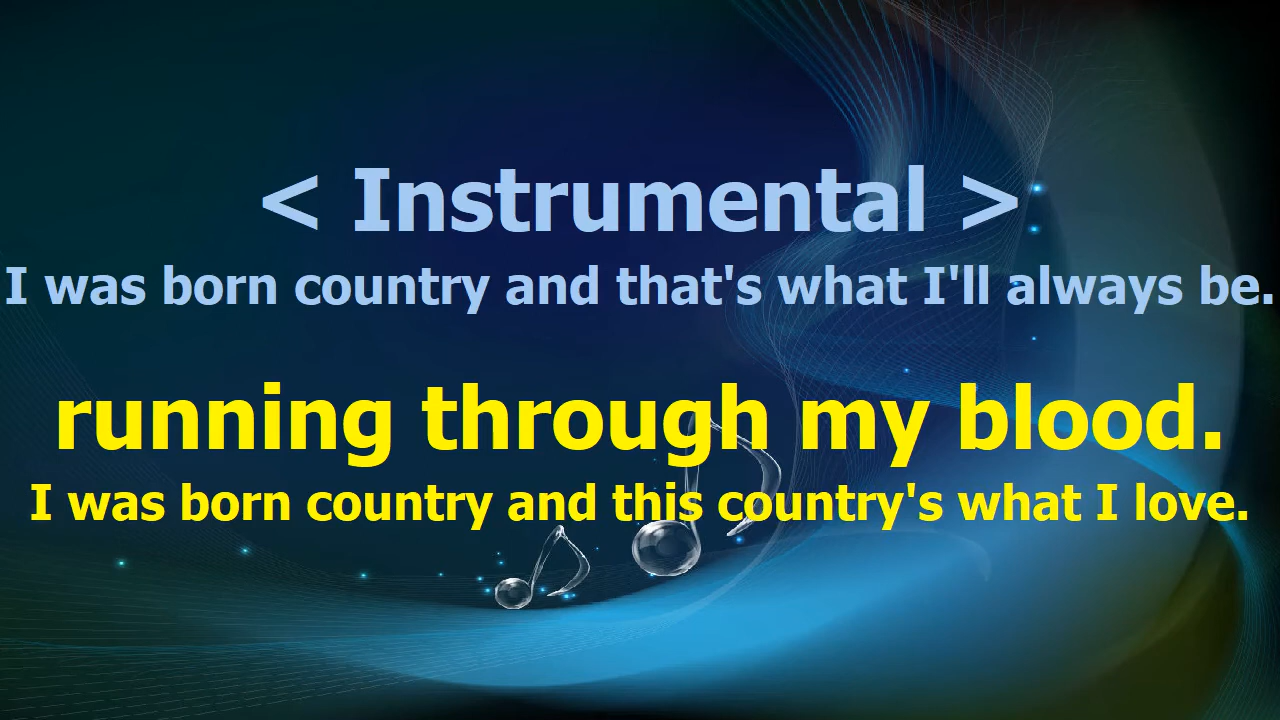 < Instrumental >
I was born country and that's what I'll always be.
running through my blood.
I was born country and this country's what I love.